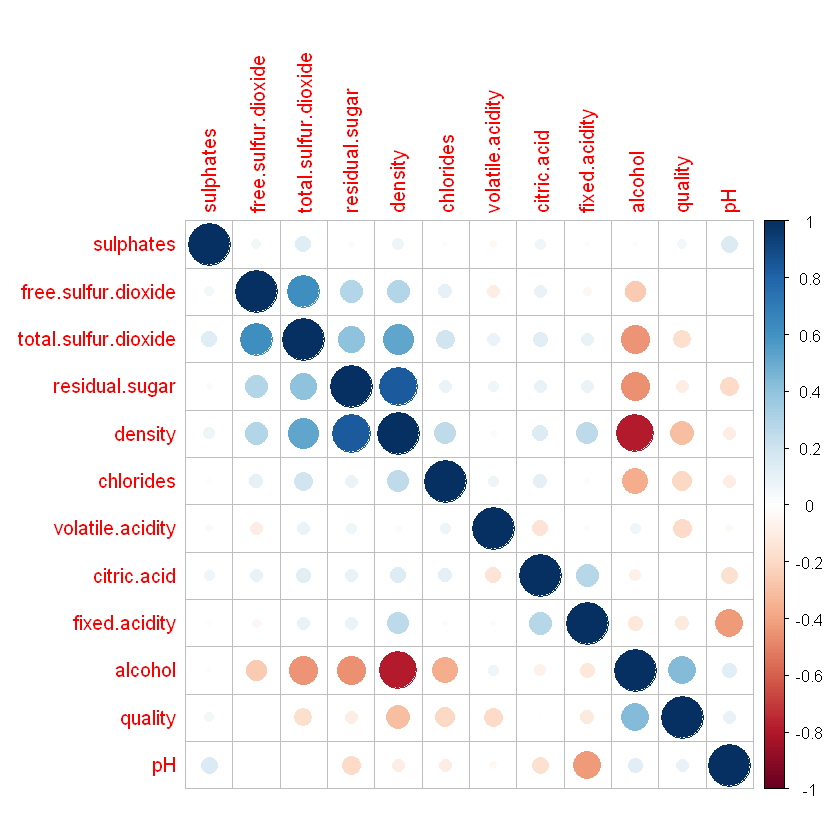 sulphates
free.sulfur.dioxide
total.sulfur.dioxide
residual.sugar
density
chlorides
volatile.acidity
citric.acid
fixed.acidity
alcohol
quality
pH
sulphates
free.sulfur.dioxide
total.sulfur.dioxide
residual.sugar
density
chlorides
volatile.acidity
citric.acid
fixed.acidity
alcohol
quality
pH
1
0.8
0.6
0.4
0.2
0
-0.2
-0.4
-0.6
-0.8
-1